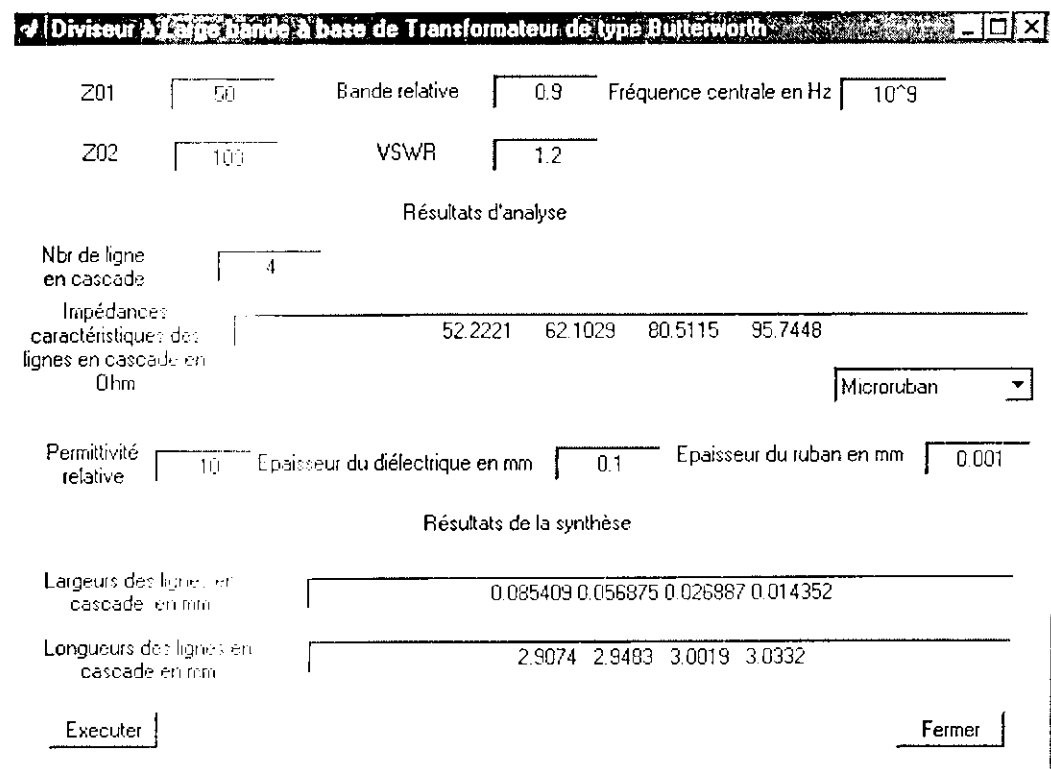 Diviseur à Large bande à base de Transformateur de type Butterworth
Z01 50 Bande relative 0.9 Fréquence centrale en Hz 10^9
Z02 100 VSWR 1.2
Résultats d'analyse
Nbr de ligne
en cascade
4
Impédances
caractéristiques des
lignes en cascade en
Ohm
52.2221 62.1029 80.5115 95.7448
Microruban
Permittivité
relative
10 Epaisseur du diélectrique en mm 0.1 Epaisseur du ruban en mm 0.001
Résultats de la synthèse
Largeurs des lignes en
cascade en mm
0.085409 0.056875 0.026887 0.014352
Longueurs des lignes en
cascade en mm
2.9074 2.9483 3.0019 3.0332
Executer Fermer